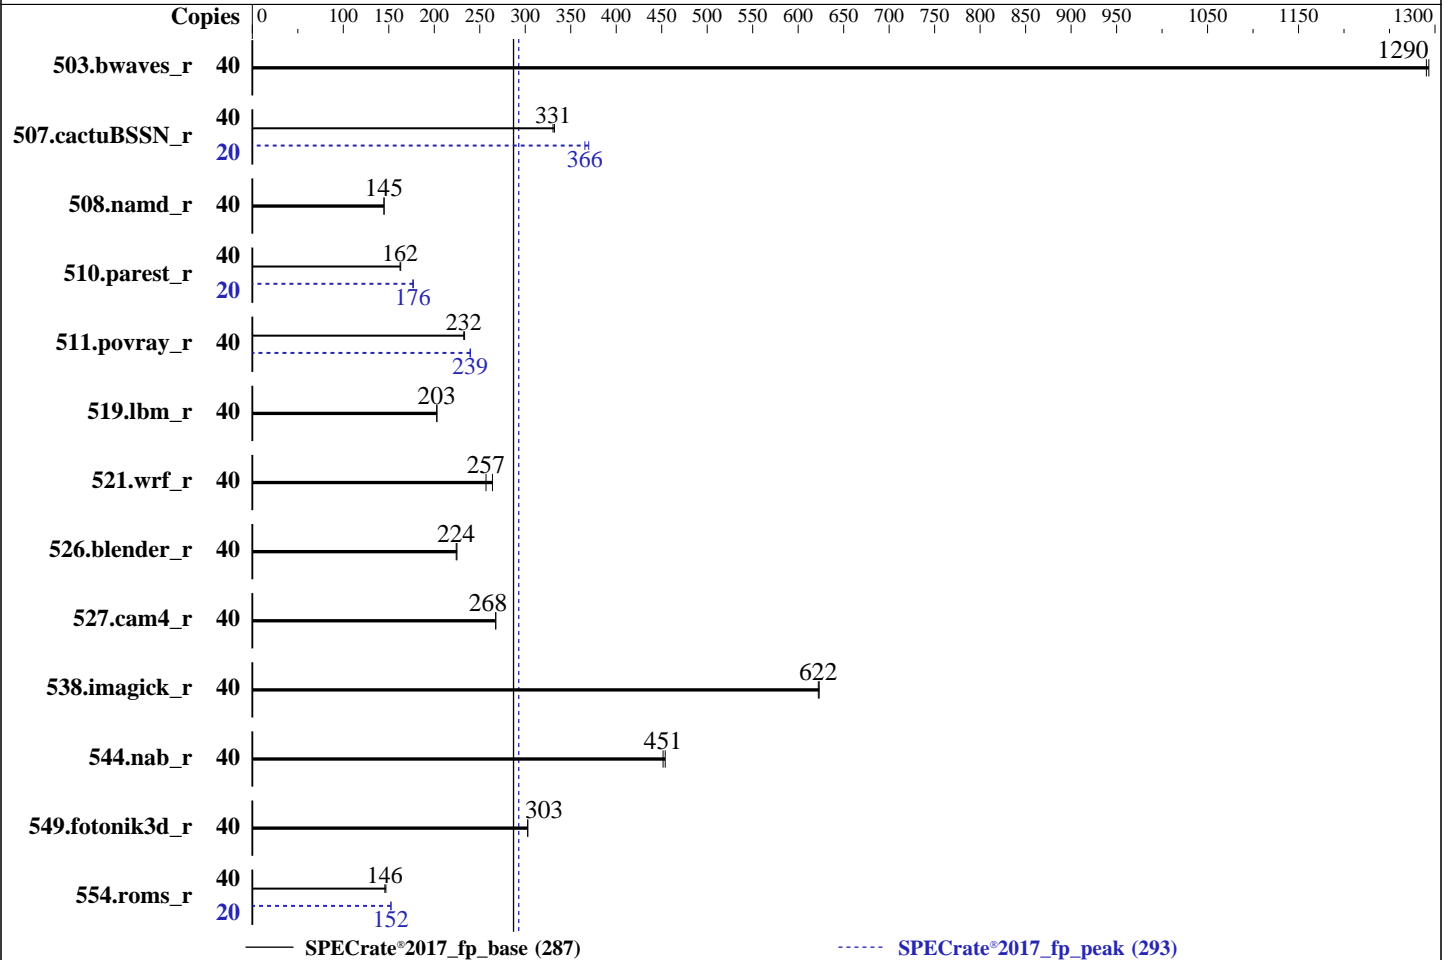 Copies 0 100 150 200 250 300 350 400 450 500 550 600 650 700 750 800 850 900 950 1050 1150 1300
503.bwaves_r 40 1290
507.cactuBSSN_r 40 331
20 366
508.namd_r 40 145
510.parest_r 40 162
20 176
511.povray_r 40 232
239
519.lbm_r 40 203
521.wrf_r 40 257
526.blender_r 40 224
527.cam4_r 40 268
538.imagick_r 40 622
544.nab_r 40 451
549.fotonik3d_r 40 303
554.roms_r 40 146
20 152
SPECrate®2017_fp_base (287) SPECrate®2017_fp_peak (293)